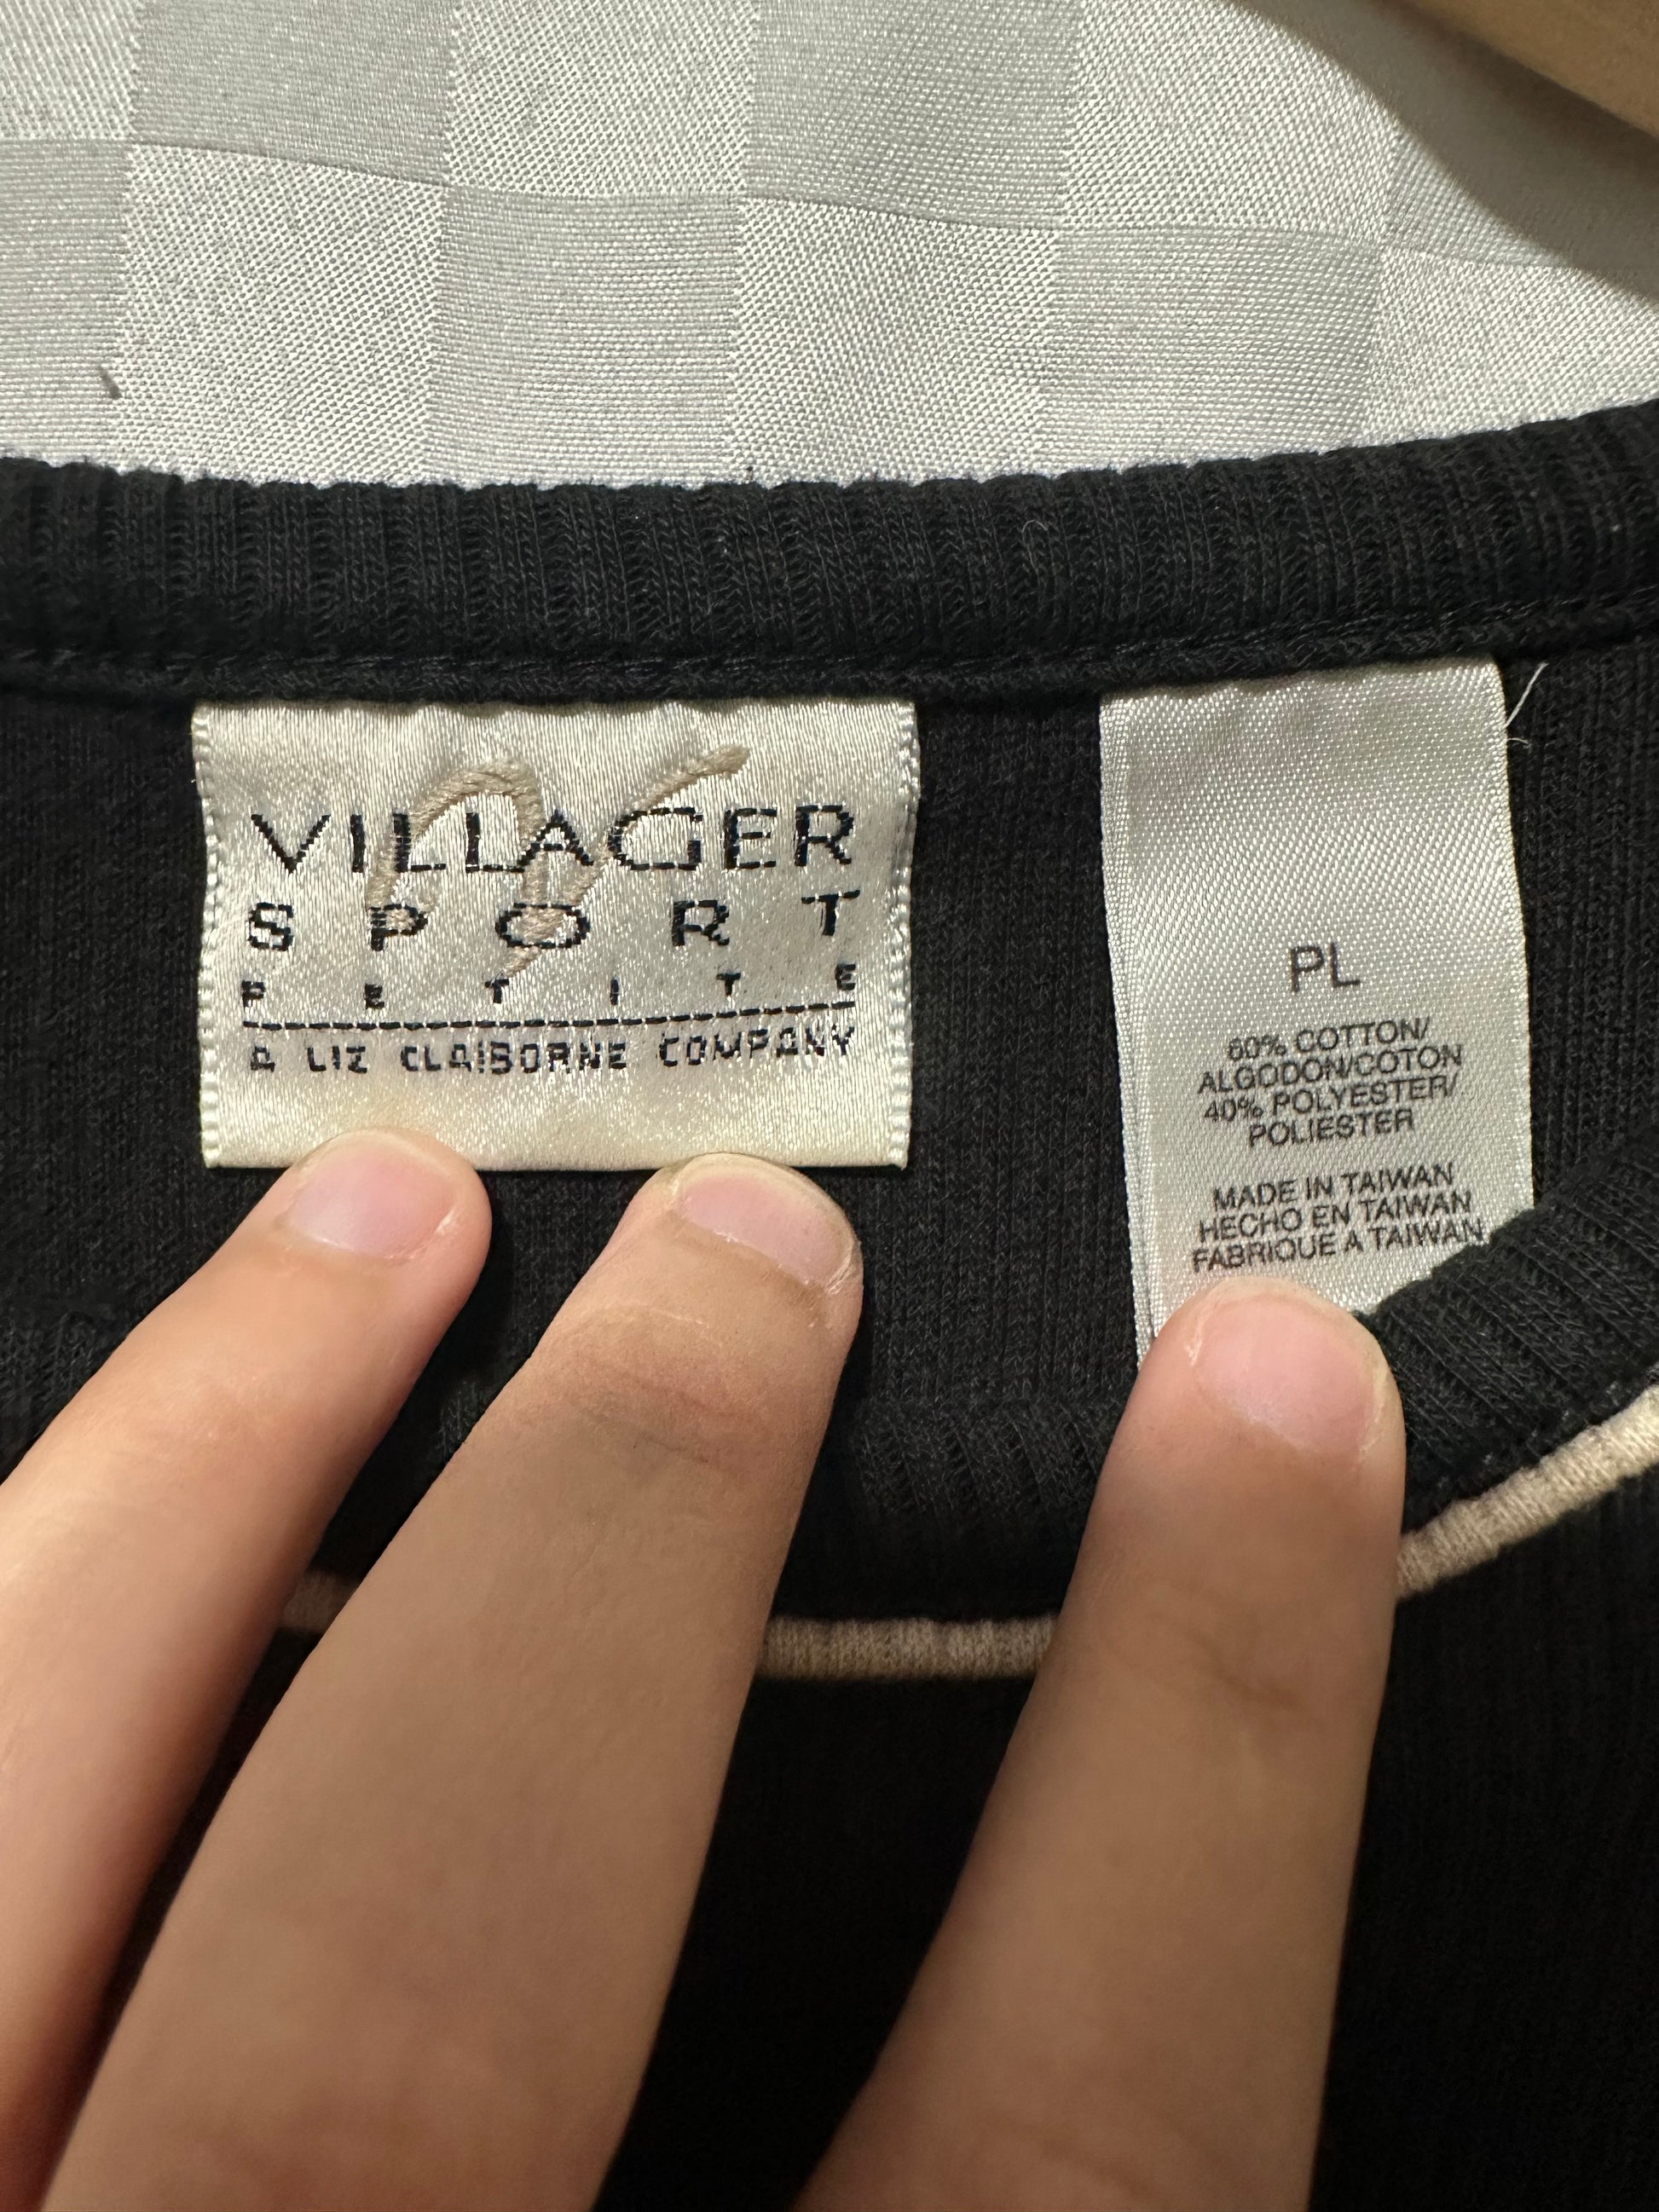 VILLAGER
SPORT
PETITE
A LIZ CLAIBORNE COMPANY
PL
60% COTTON/
ALGODON/COTON
40% POLYESTER/
POLIESTER
MADE IN TAIWAN
HECHO EN TAIWAN
FABRIQUE A TAIWAN